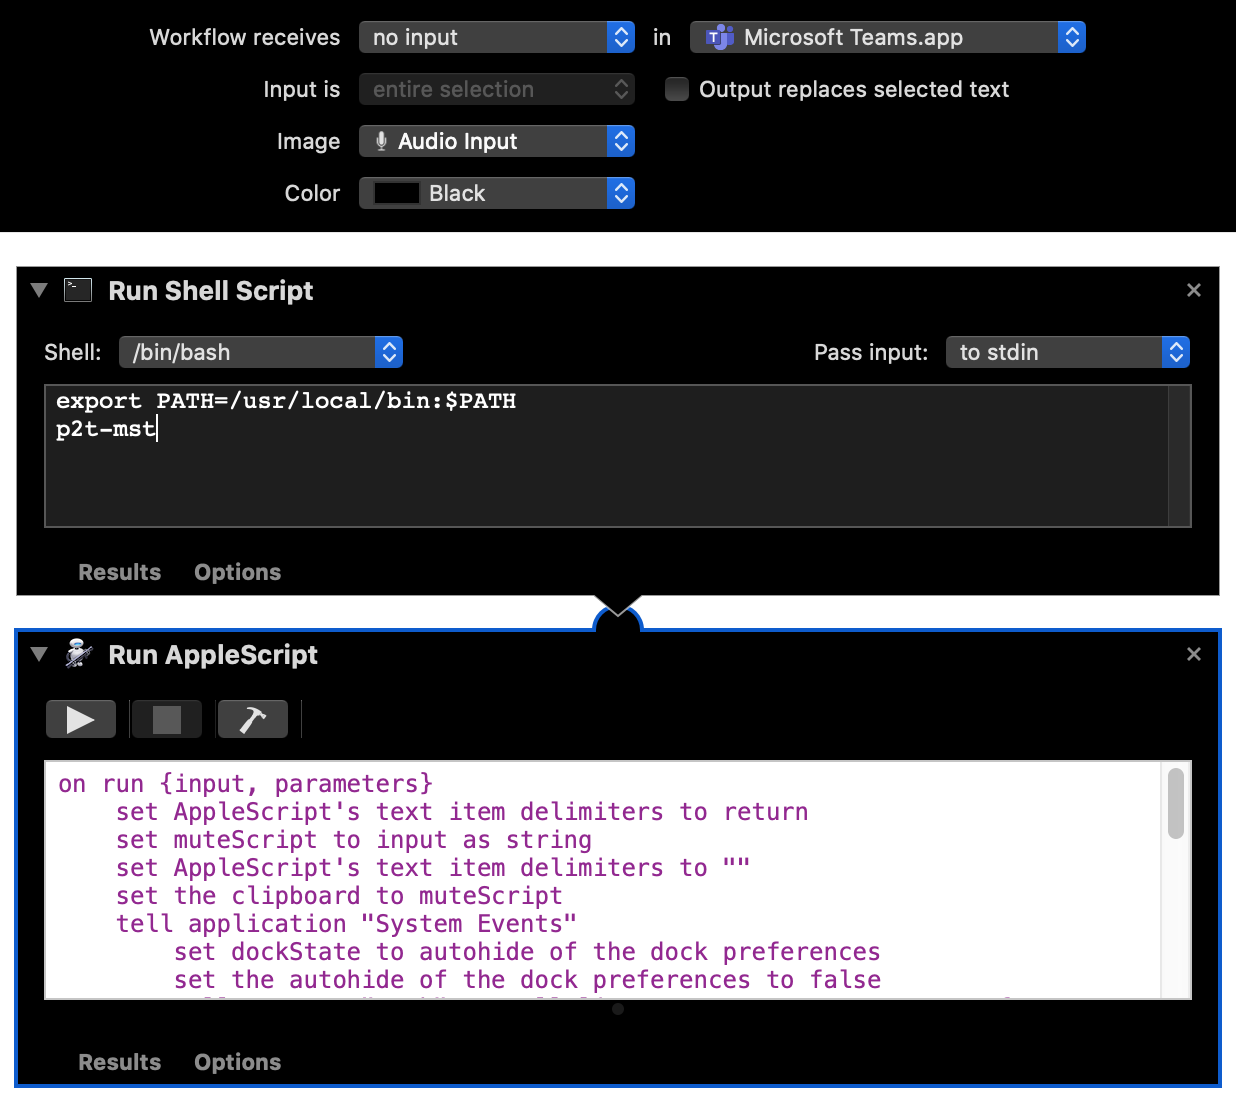 Workflow receives no input in Microsoft Teams.app
Input is entire selection Output replaces selected text
Image Audio Input
Color Black
Run Shell Script
Shell: /bin/bash Pass input: to stdin
export PATH=/usr/local/bin:$PATH
p2t-mst
Results Options
Run AppleScript
on run {input, parameters}
set AppleScript's text item delimiters to return
set muteScript to input as string
set AppleScript's text item delimiters to ""
set the clipboard to muteScript
tell application "System Events"
set dockState to autohide of the dock preferences
set the autohide of the dock preferences to false
Results Options